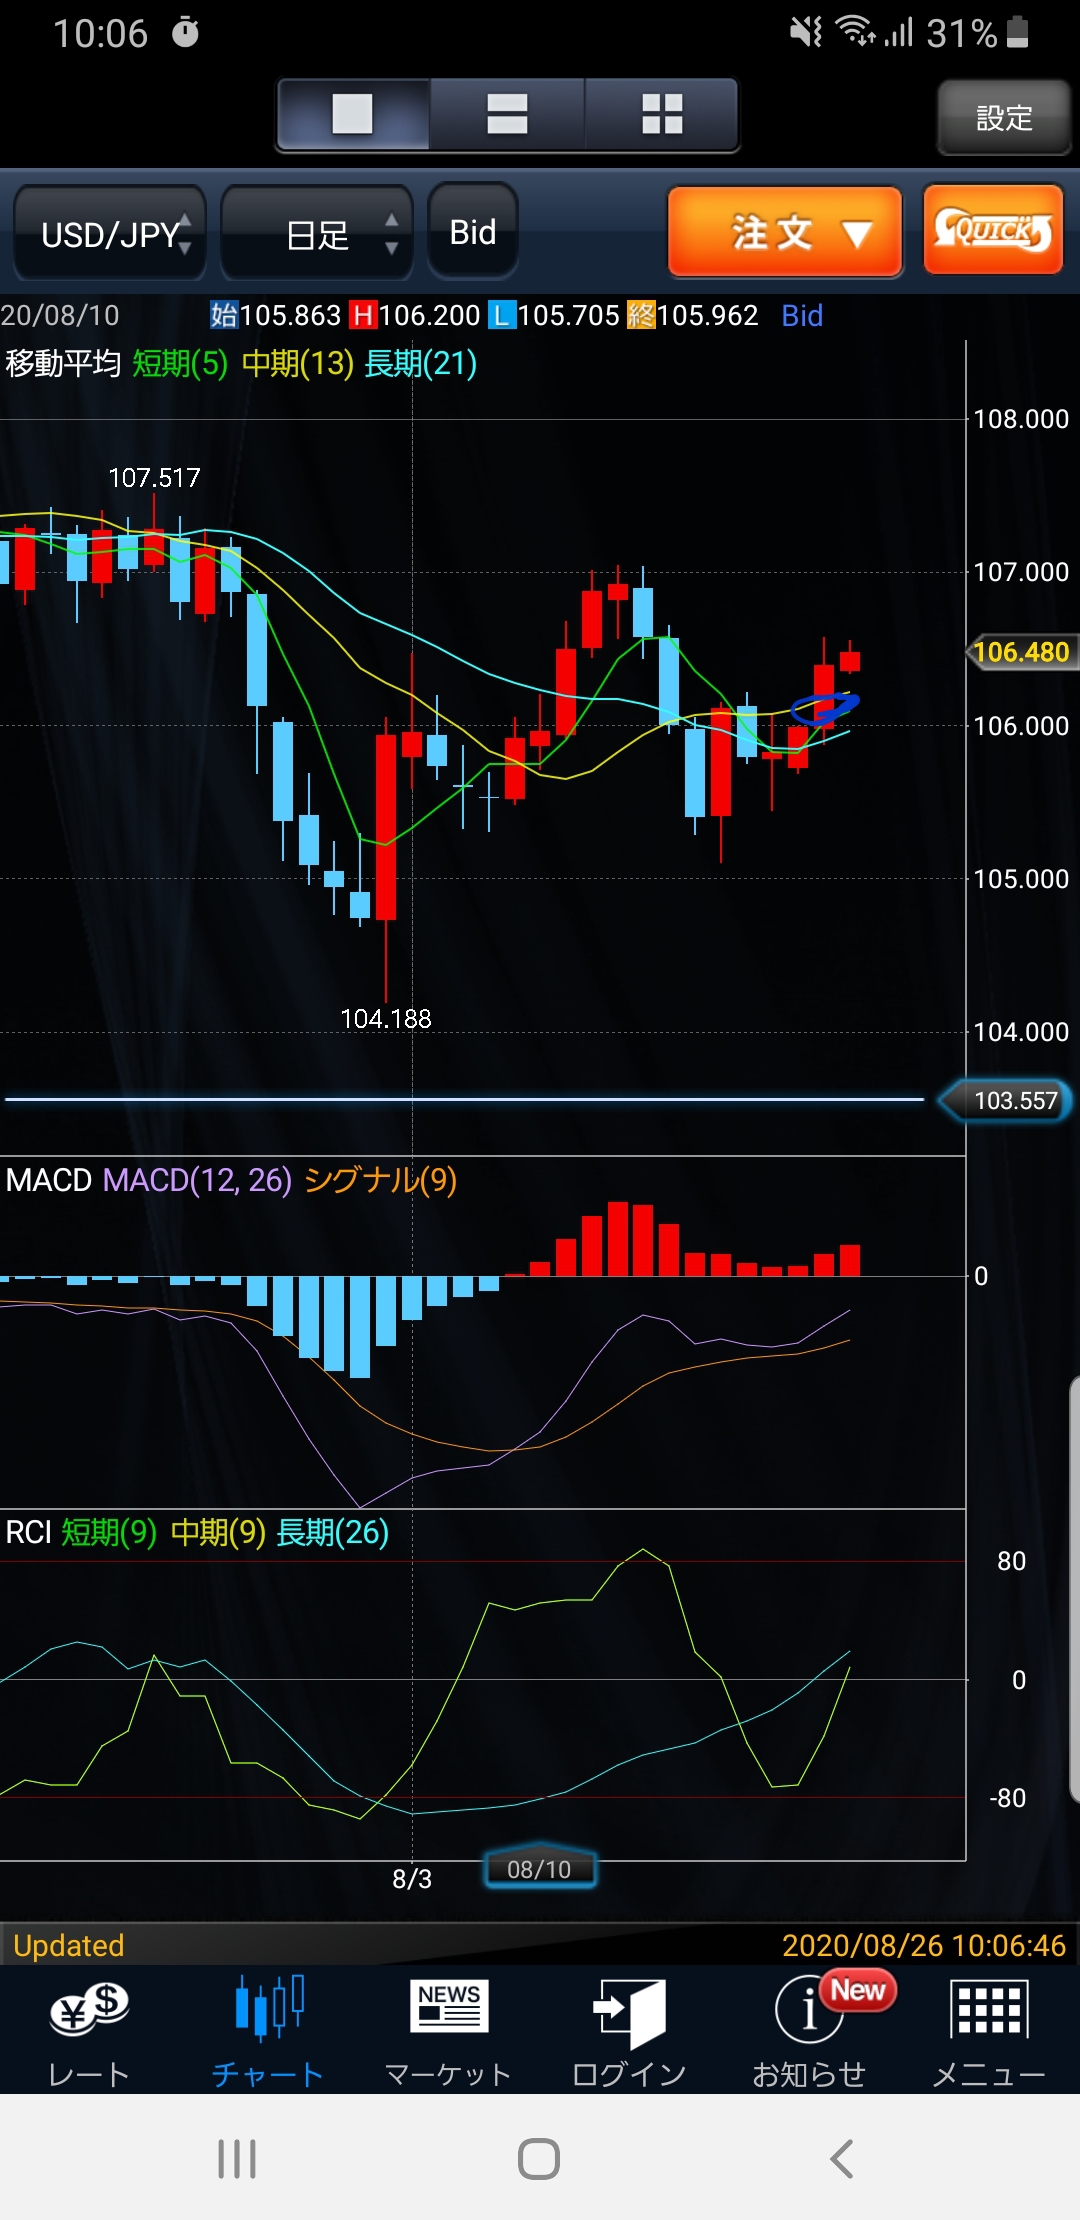 10:06 31%
設定
USD/JPY 日足 Bid 注文 ▼ QUICK
20/08/10 始105.863 H106.200 L105.705 終105.962 Bid
移動平均 短期(5) 中期(13) 長期(21)
108.000
107.517
107.000
106.480
106.000
105.000
104.188
104.000
103.557
MACD MACD(12, 26) シグナル(9)
0
RCI 短期(9) 中期(9) 長期(26)
80
0
-80
8/3 08/10
Updated 2020/08/26 10:06:46
¥ $ NEWS i New
レート チャート マーケット ログイン お知らせ メニュー